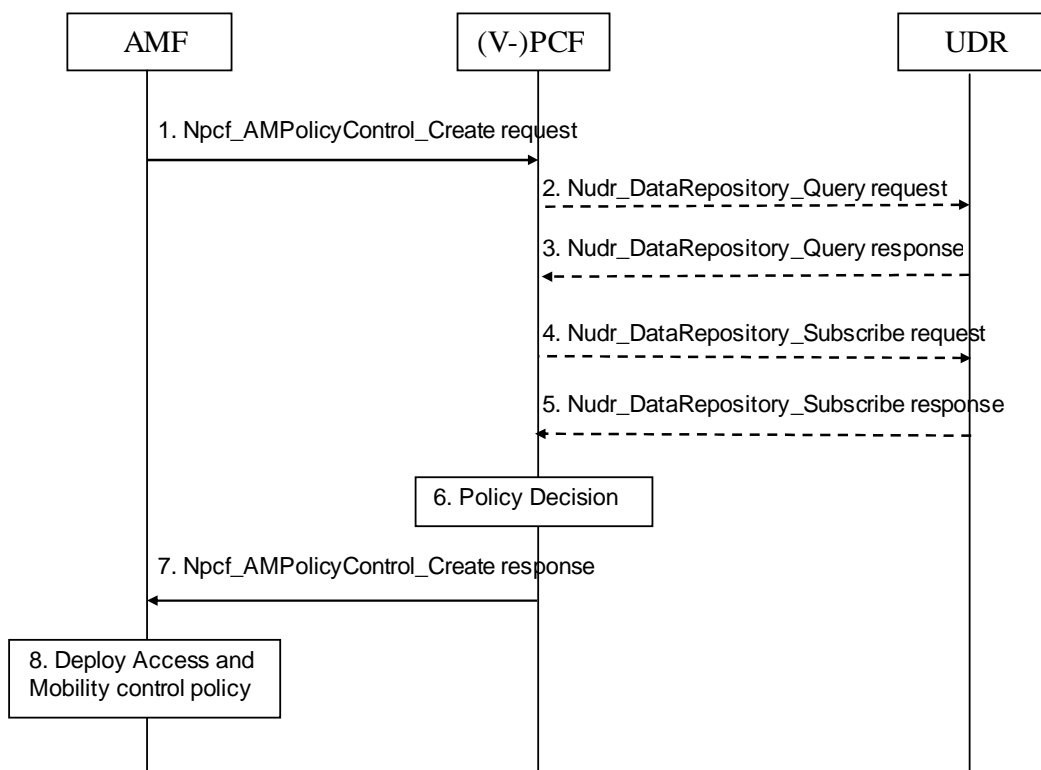 AMF
(V-)PCF
UDR
1. Npcf_AMPolicyControl_Create request
2. Nudr_DataRepository_Query request
3. Nudr_DataRepository_Query response
4. Nudr_DataRepository_Subscribe request
5. Nudr_DataRepository_Subscribe response
6. Policy Decision
7. Npcf_AMPolicyControl_Create response
8. Deploy Access and
Mobility control policy